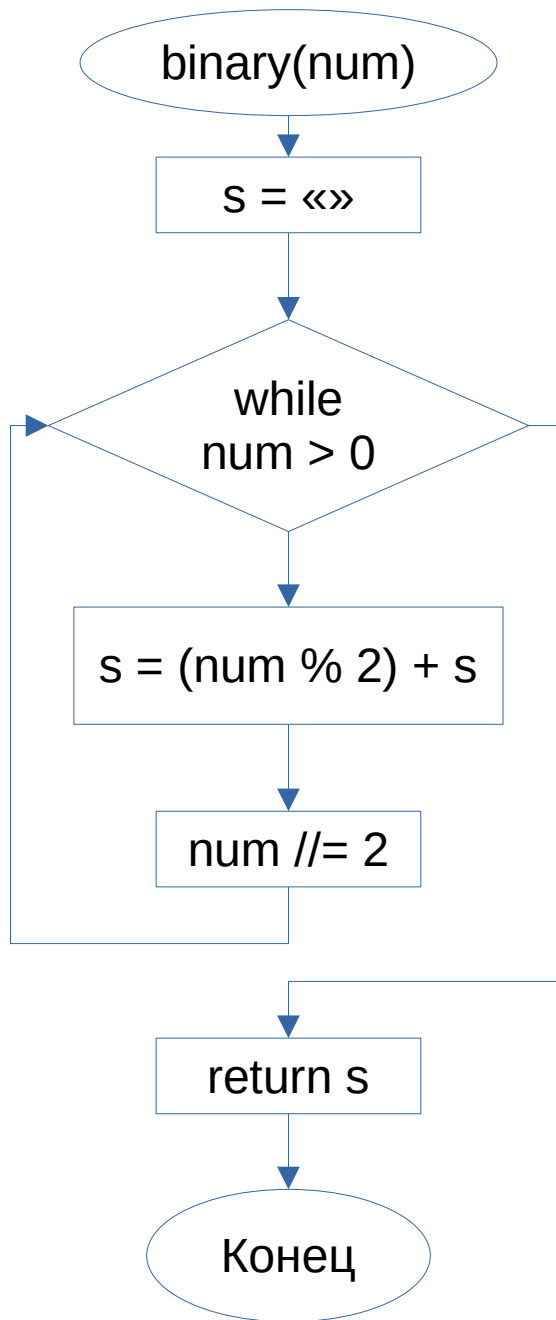 binary(num)
s = «»
while
num > 0
s = (num % 2) + s
num //= 2
return s
Конец